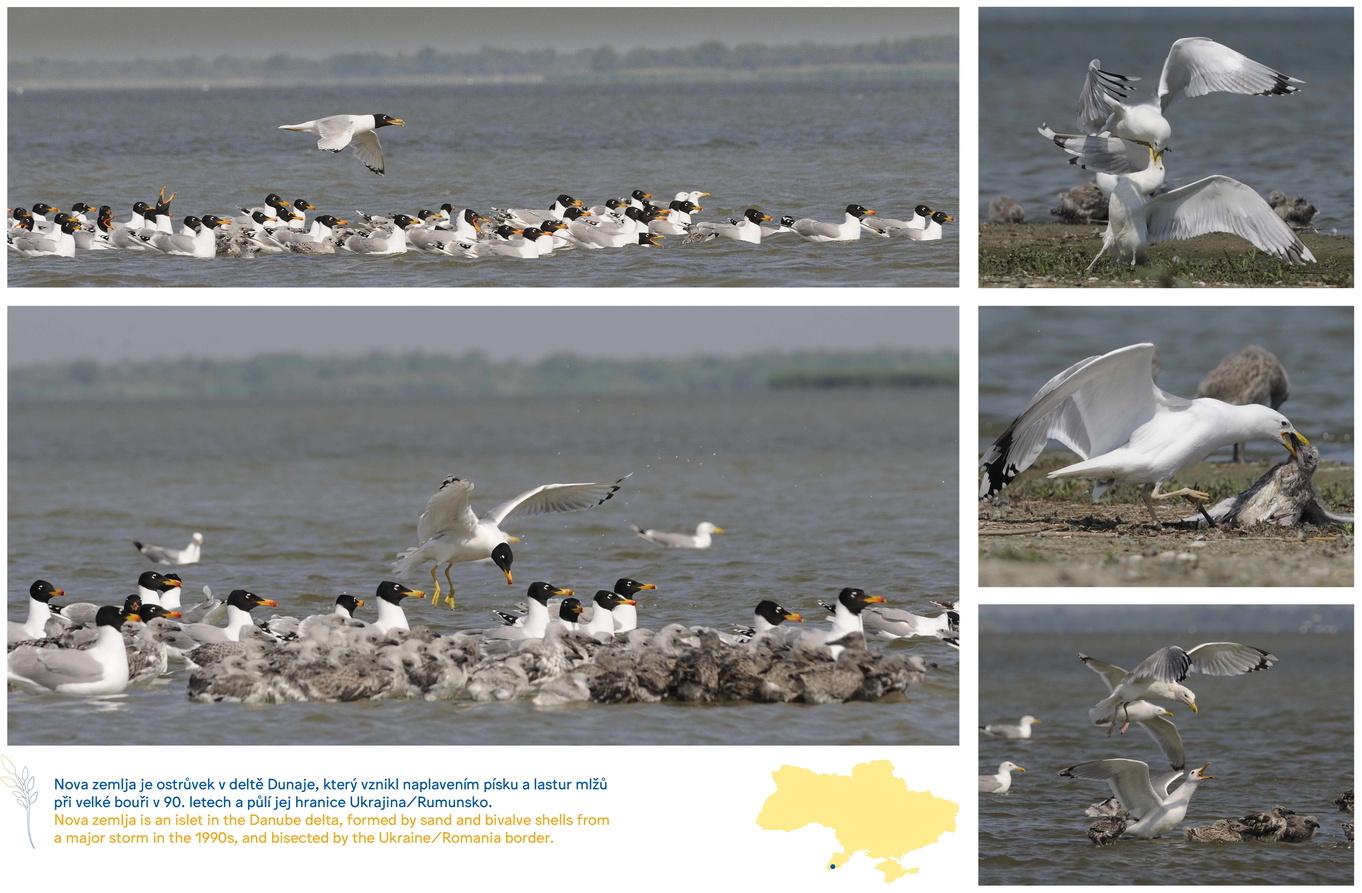 Nova zemlja je ostrůvek v deltě Dunaje, který vznikl naplavením písku a lastur mlžů
při velké bouři v 90. letech a půlí jej hranice Ukrajina/Rumunsko.
Nova zemlja is an islet in the Danube delta, formed by sand and bivalve shells from
a major storm in the 1990s, and bisected by the Ukraine/Romania border.